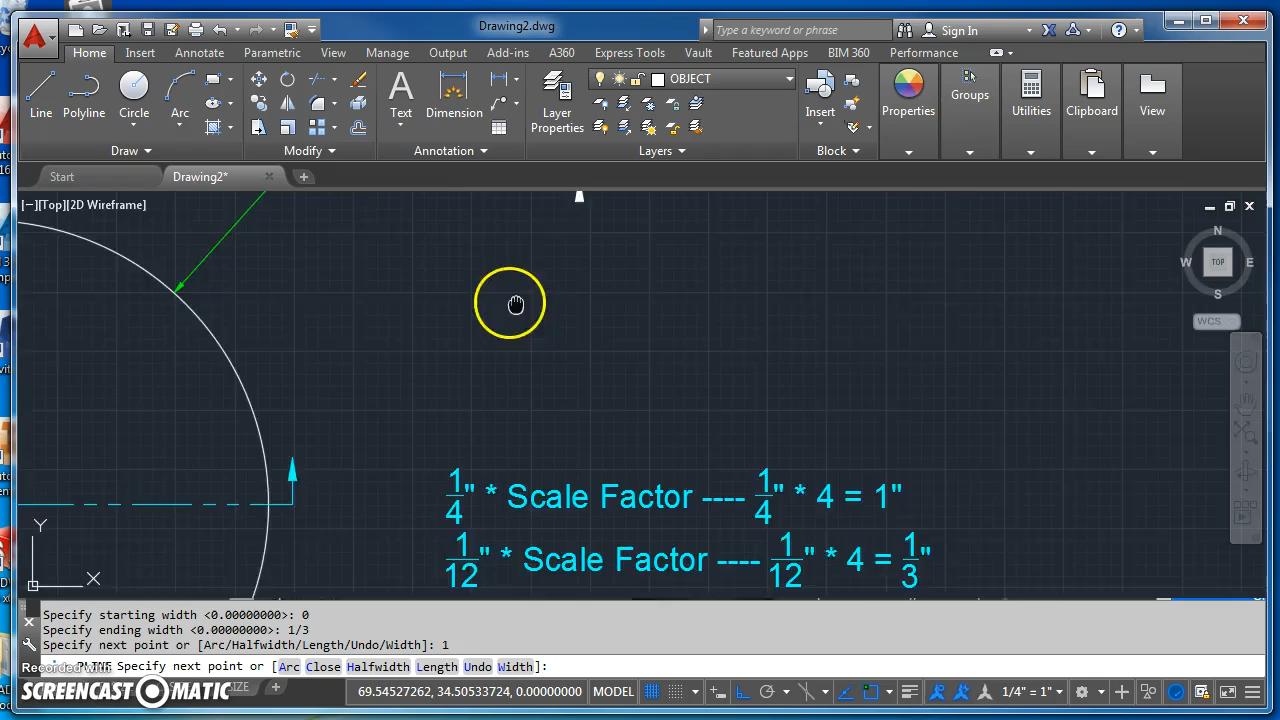 Drawing2.dwg
Type a keyword or phrase
Sign In
Home Insert Annotate Parametric View Manage Output Add-ins A360 Express Tools Vault Featured Apps BIM 360 Performance
OBJECT
Line Polyline Circle Arc Text Dimension Layer Properties Insert Properties Groups Utilities Clipboard View
Draw Modify Annotation Layers Block
Start Drawing2*
[−][Top][2D Wireframe]
N
W TOP E
S
WCS
1/4" * Scale Factor ---- 1/4" * 4 = 1"
1/12" * Scale Factor ---- 1/12" * 4 = 1/3"
Y
X
Specify starting width <0.00000000>: 0
Specify ending width <0.00000000>: 1/3
Specify next point or [Arc/Halfwidth/Length/Undo/Width]: 1
PLINE Specify next point or [Arc Close Halfwidth Length Undo Width]:
Recorded with
SCREENCAST O MATIC
69.54527262, 34.50533724, 0.00000000 MODEL 1/4" = 1"